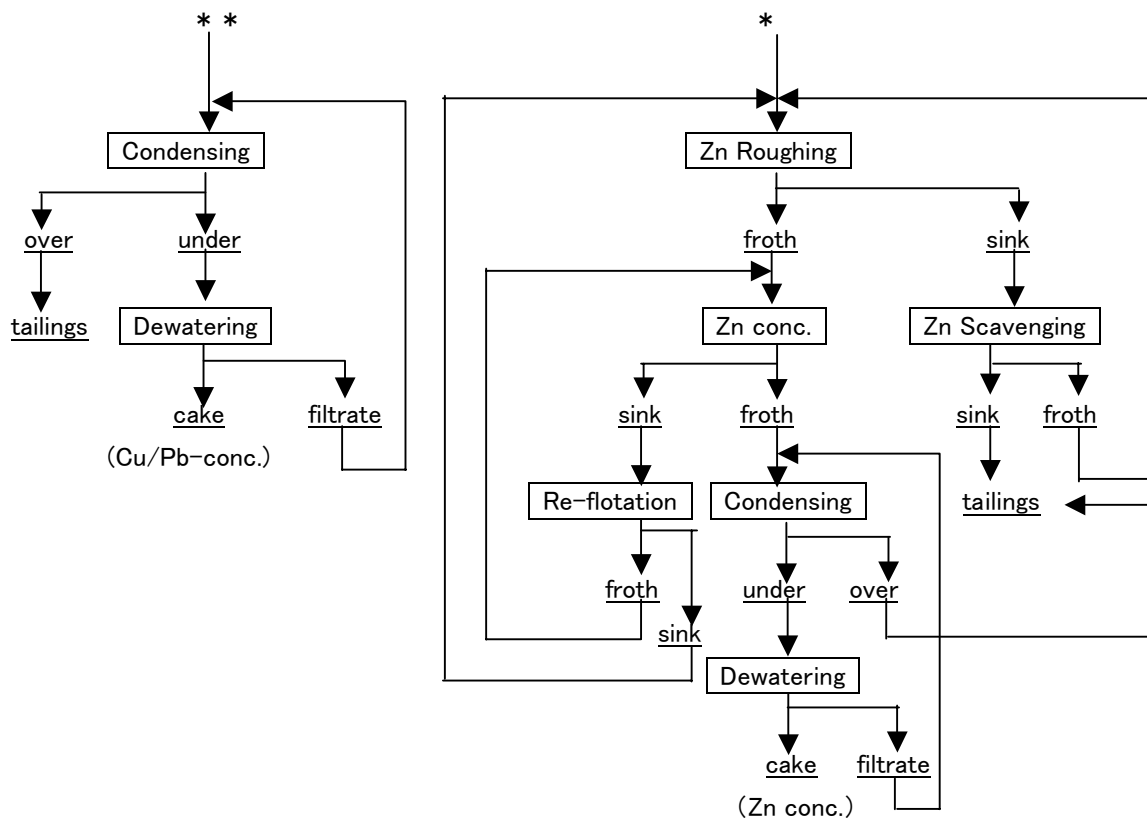 * *
*
Condensing
Zn Roughing
over
under
froth
sink
tailings
Dewatering
Zn conc.
Zn Scavenging
cake
filtrate
sink
froth
sink
froth
(Cu/Pb-conc.)
Re-flotation
Condensing
tailings
froth
under
over
sink
Dewatering
cake
filtrate
(Zn conc.)